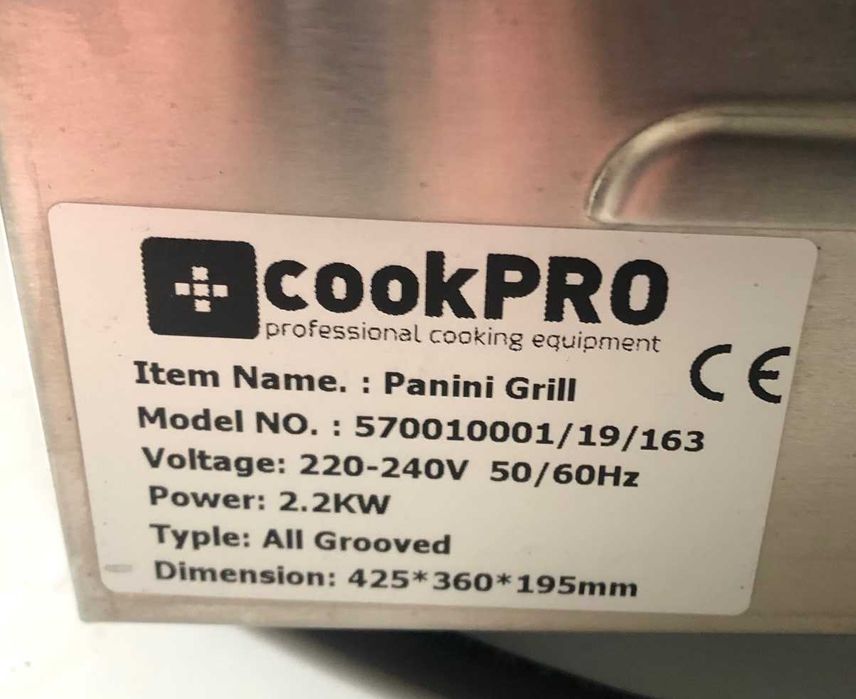 cookPRO
professional cooking equipment
CE
Item Name. : Panini Grill
Model NO. : 570010001/19/163
Voltage: 220-240V 50/60Hz
Power: 2.2KW
Typle: All Grooved
Dimension: 425*360*195mm